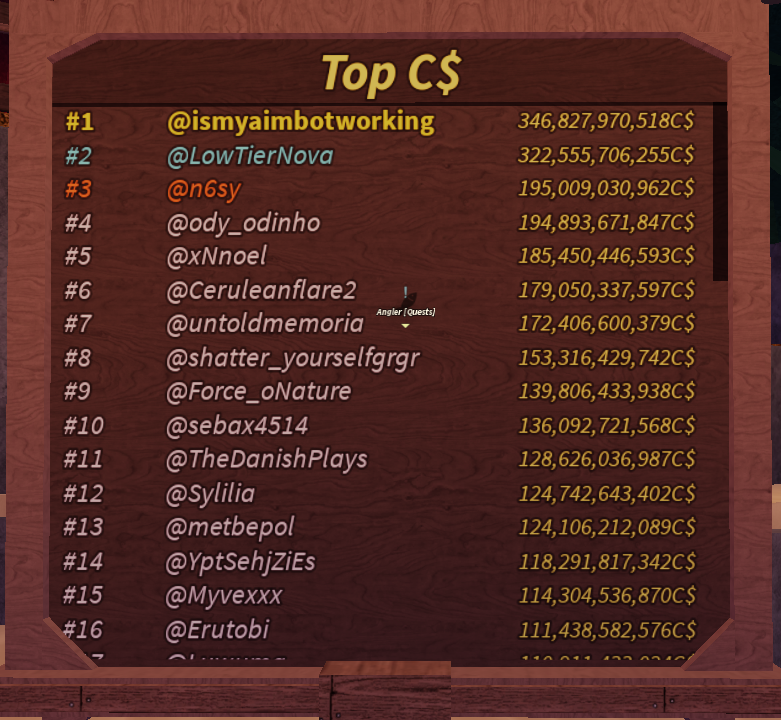 Top C$
#1 @ismyaimbotworking 346,827,970,518C$
#2 @LowTierNova 322,555,706,255C$
#3 @n6sy 195,009,030,962C$
#4 @ody_odinho 194,893,671,847C$
#5 @xNnoel 185,450,446,593C$
#6 @Ceruleanflare2 179,050,337,597C$
!
Angler [Quests]
#7 @untoldmemoria 172,406,600,379C$
#8 @shatter_yourselfgrgr 153,316,429,742C$
#9 @Force_oNature 139,806,433,938C$
#10 @sebax4514 136,092,721,568C$
#11 @TheDanishPlays 128,626,036,987C$
#12 @Sylilia 124,742,643,402C$
#13 @metbepol 124,106,212,089C$
#14 @YptSehjZiEs 118,291,817,342C$
#15 @Myvexxx 114,304,536,870C$
#16 @Erutobi 111,438,582,576C$